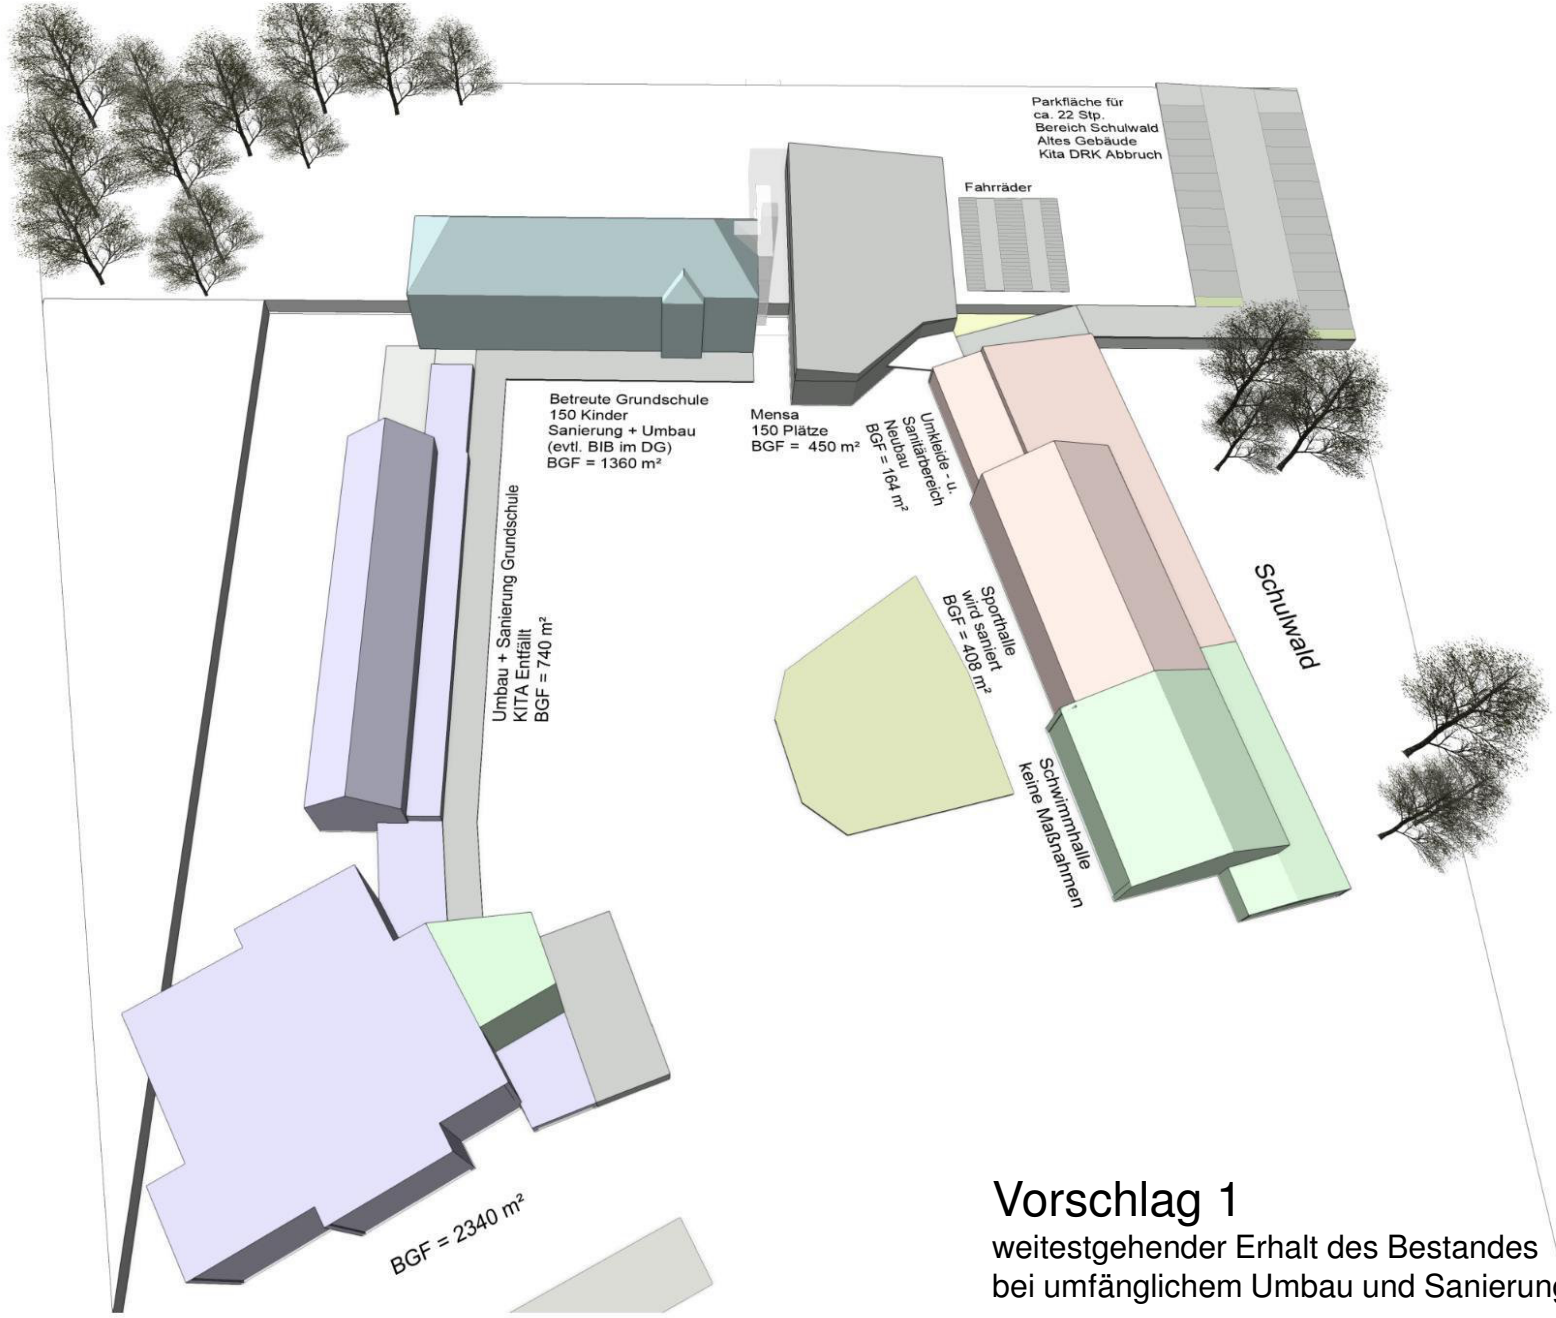 Parkfläche für
ca. 22 Stp.
Bereich Schulwald
Altes Gebäude
Kita DRK Abbruch
Fahrräder
Betreute Grundschule
150 Kinder
Sanierung + Umbau
(evtl. BIB im DG)
BGF = 1360 m²
Mensa
150 Plätze
BGF = 450 m²
Umkleide - u.
Sanitärbereich
Neubau
BGF = 164 m²
Umbau + Sanierung Grundschule
KITA Entfällt
BGF = 740 m²
Sporthalle
wird saniert
BGF = 408 m²
Schulwald
Schwimmhalle
keine Maßnahmen
BGF = 2340 m²
Vorschlag 1
weitestgehender Erhalt des Bestandes
bei umfänglichem Umbau und Sanierung